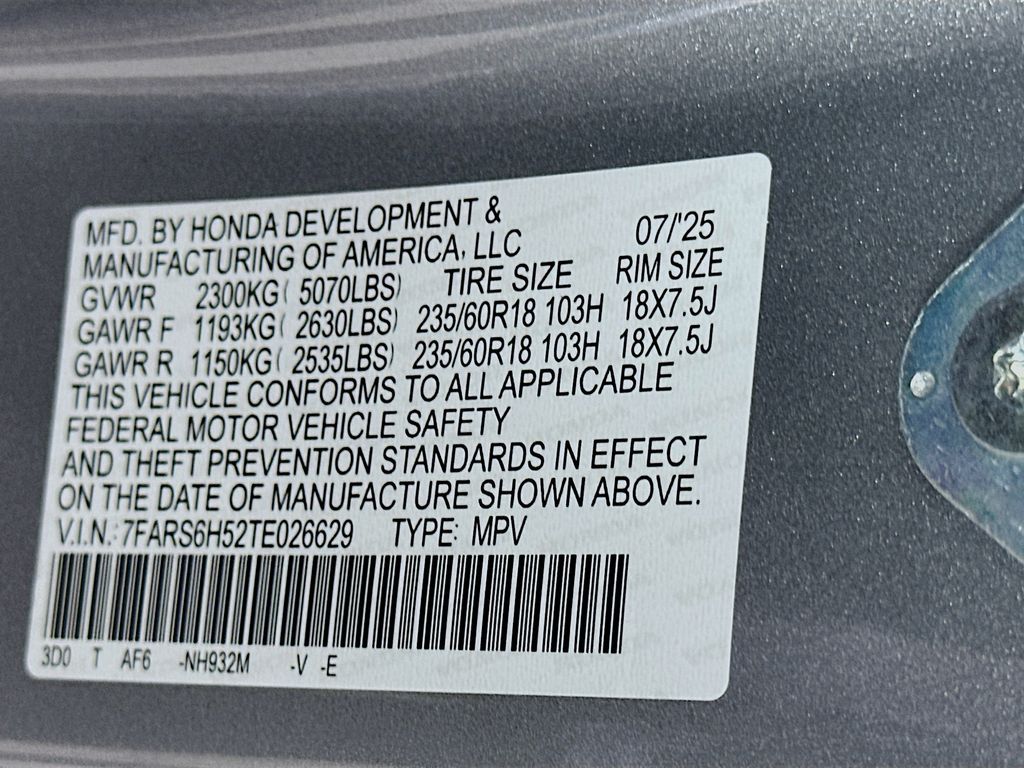 MFD. BY HONDA DEVELOPMENT &
MANUFACTURING OF AMERICA, LLC 07/'25
GVWR 2300KG( 5070LBS) TIRE SIZE RIM SIZE
GAWR F 1193KG( 2630LBS) 235/60R18 103H 18X7.5J
GAWR R 1150KG( 2535LBS) 235/60R18 103H 18X7.5J
THIS VEHICLE CONFORMS TO ALL APPLICABLE
FEDERAL MOTOR VEHICLE SAFETY
AND THEFT PREVENTION STANDARDS IN EFFECT
ON THE DATE OF MANUFACTURE SHOWN ABOVE.
V.I.N.: 7FARS6H52TE026629 TYPE: MPV
3D0 T AF6 -NH932M -V -E